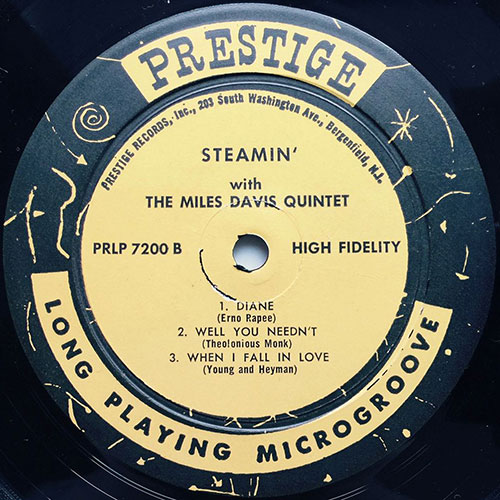 PRESTIGE
PRESTIGE RECORDS, Inc., 203 South Washington Ave., Bergenfield, N.J.
STEAMIN'
with
THE MILES DAVIS QUINTET
PRLP 7200 B HIGH FIDELITY
1. DIANE
(Erno Rapee)
2. WELL YOU NEEDN'T
(Theolonious Monk)
3. WHEN I FALL IN LOVE
(Young and Heyman)
LONG PLAYING MICROGROOVE